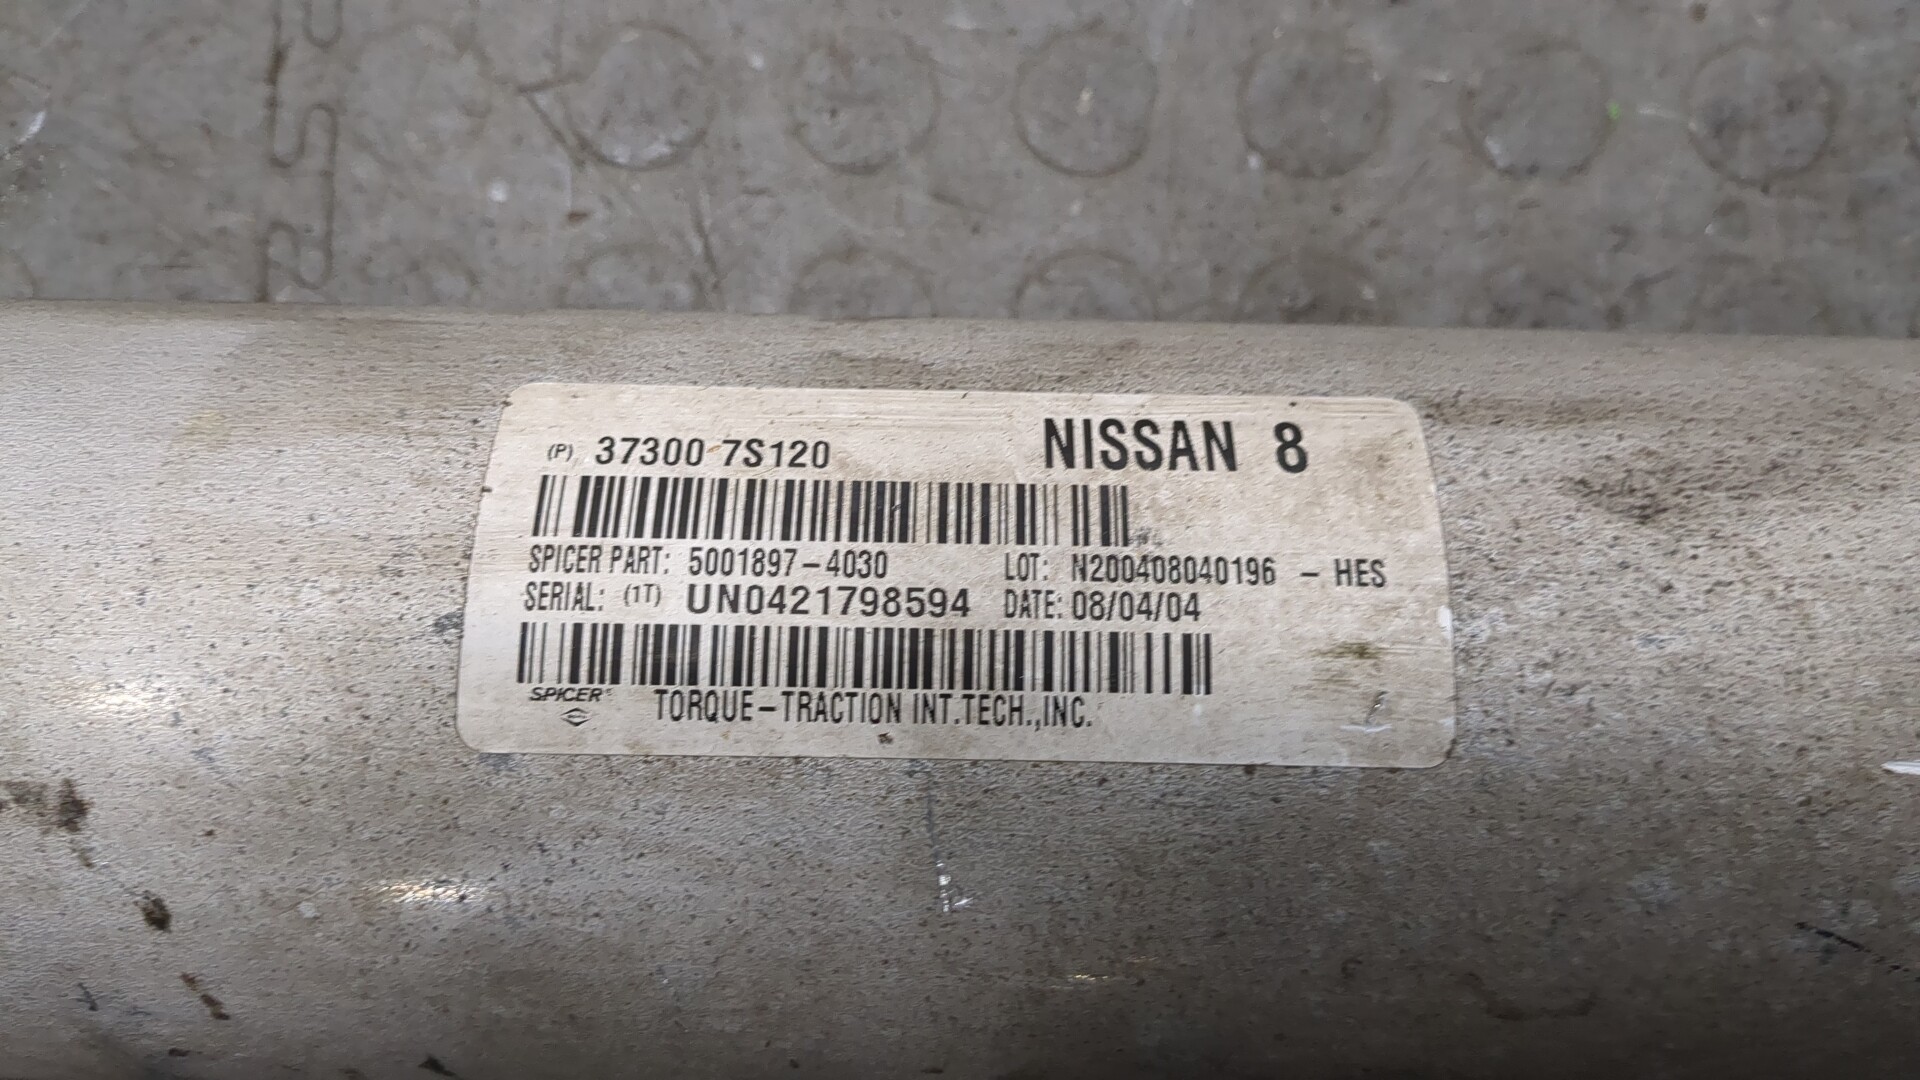 (P) 37300 7S120 NISSAN 8
SPICER PART: 5001897-4030 LOT: N200408040196 - HES
SERIAL: (1T) UN0421798594 DATE: 08/04/04
SPICER® TORQUE-TRACTION INT.TECH.,INC.